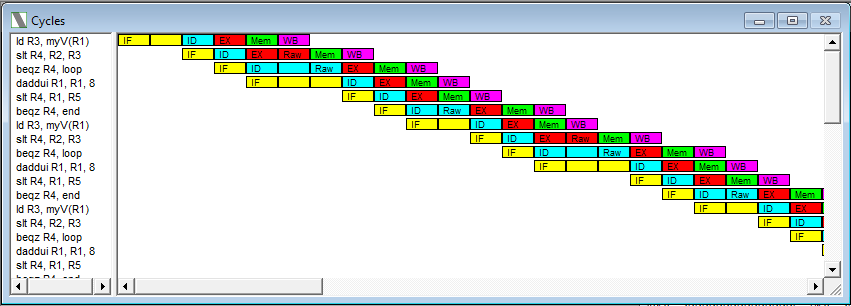 Cycles
ld R3, myV(R1) IF ID EX Mem WB
slt R4, R2, R3 IF ID EX Raw Mem WB
beqz R4, loop IF ID Raw EX Mem WB
daddui R1, R1, 8 IF ID EX Mem WB
slt R4, R1, R5 IF ID EX Mem WB
beqz R4, end IF ID Raw EX Mem WB
ld R3, myV(R1) IF ID EX Mem WB
slt R4, R2, R3 IF ID EX Raw Mem WB
beqz R4, loop IF ID Raw EX Mem WB
daddui R1, R1, 8 IF ID EX Mem WB
slt R4, R1, R5 IF ID EX Mem WB
beqz R4, end IF ID Raw EX Mem
ld R3, myV(R1) IF ID EX
slt R4, R2, R3 IF ID
beqz R4, loop IF
daddui R1, R1, 8
slt R4, R1, R5
beqz R4, end